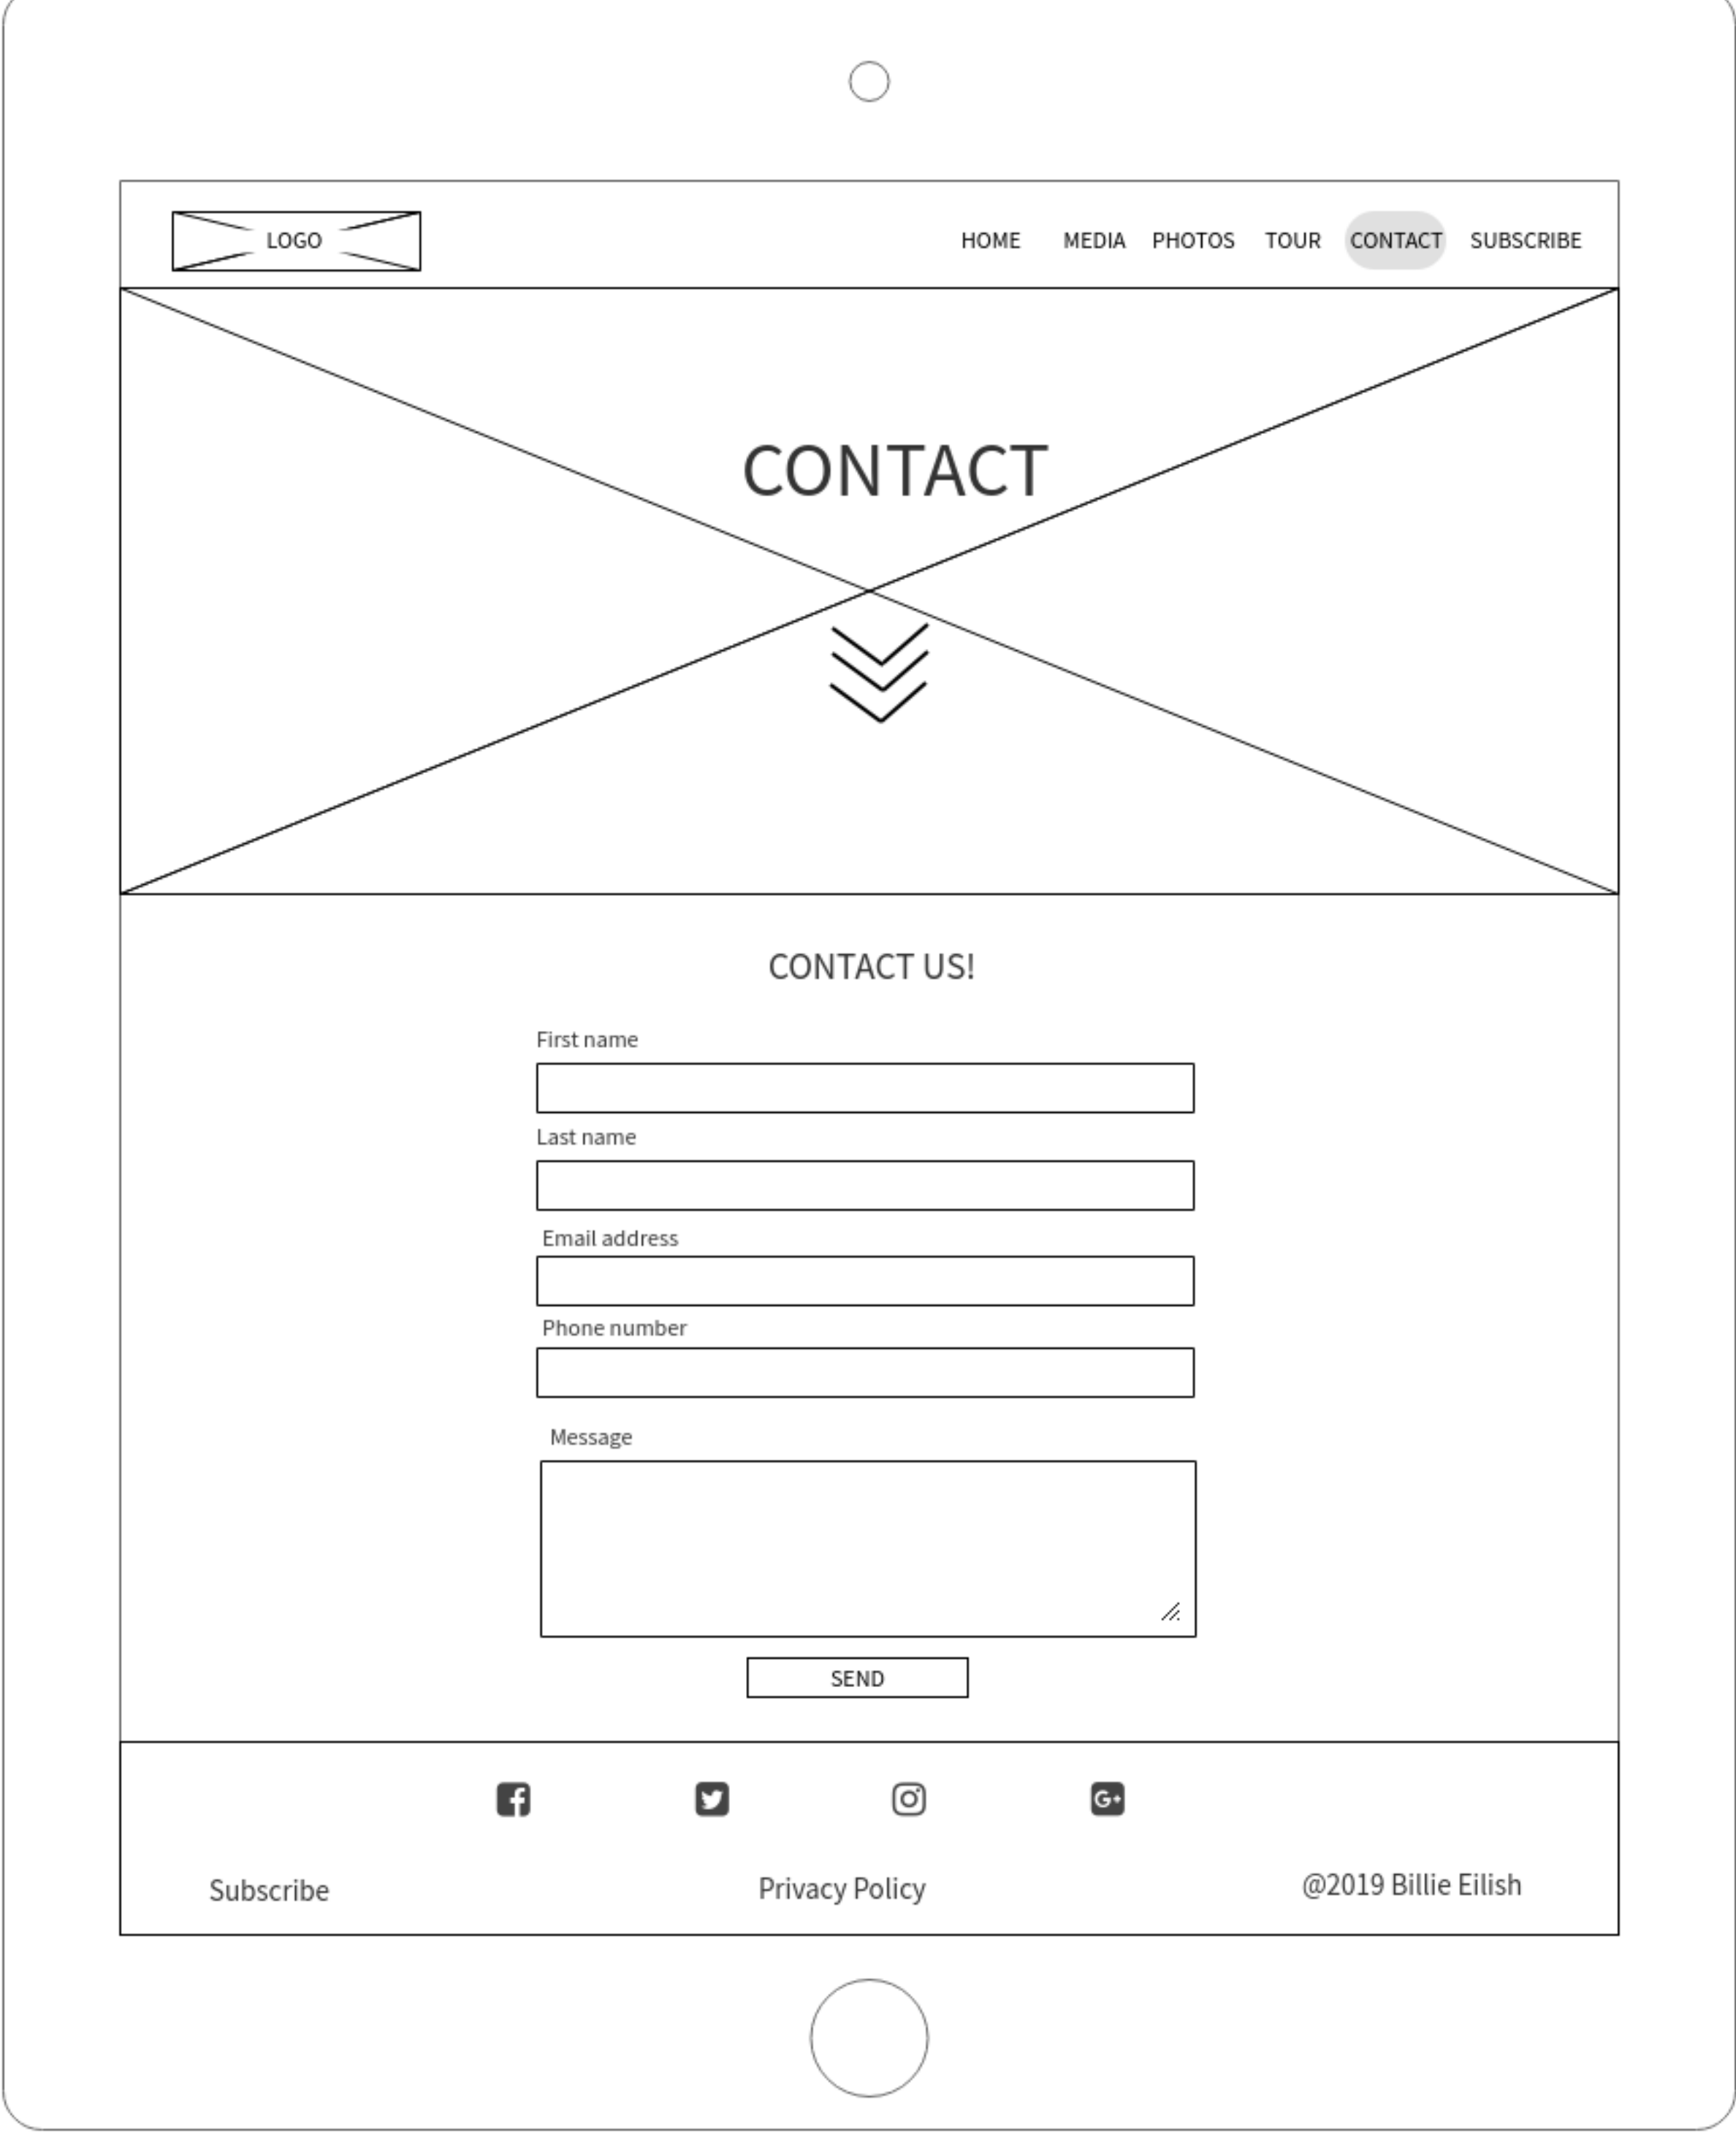 LOGO
HOME MEDIA PHOTOS TOUR CONTACT SUBSCRIBE
CONTACT
CONTACT US!
First name
Last name
Email address
Phone number
Message
SEND
G+
Subscribe Privacy Policy @2019 Billie Eilish